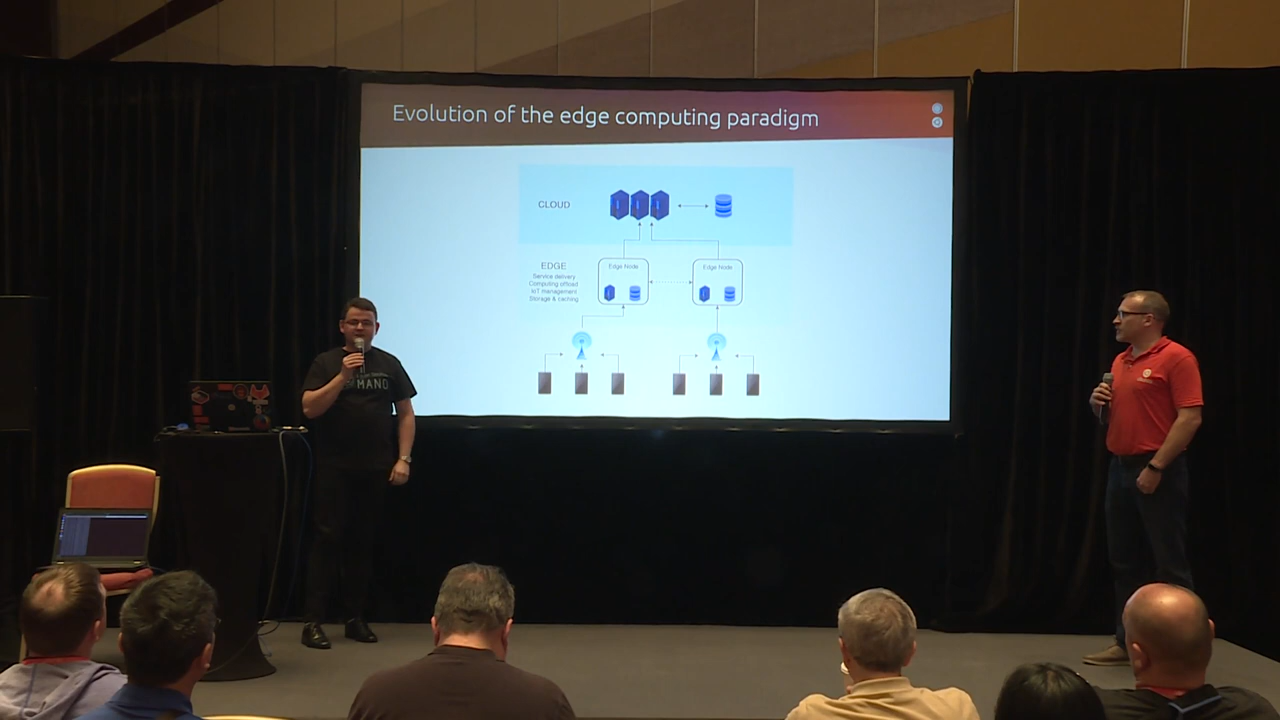 Evolution of the edge computing paradigm
CLOUD
EDGE
Service delivery
Computing offload
IoT management
Storage & caching
Edge Node
Edge Node
MANO